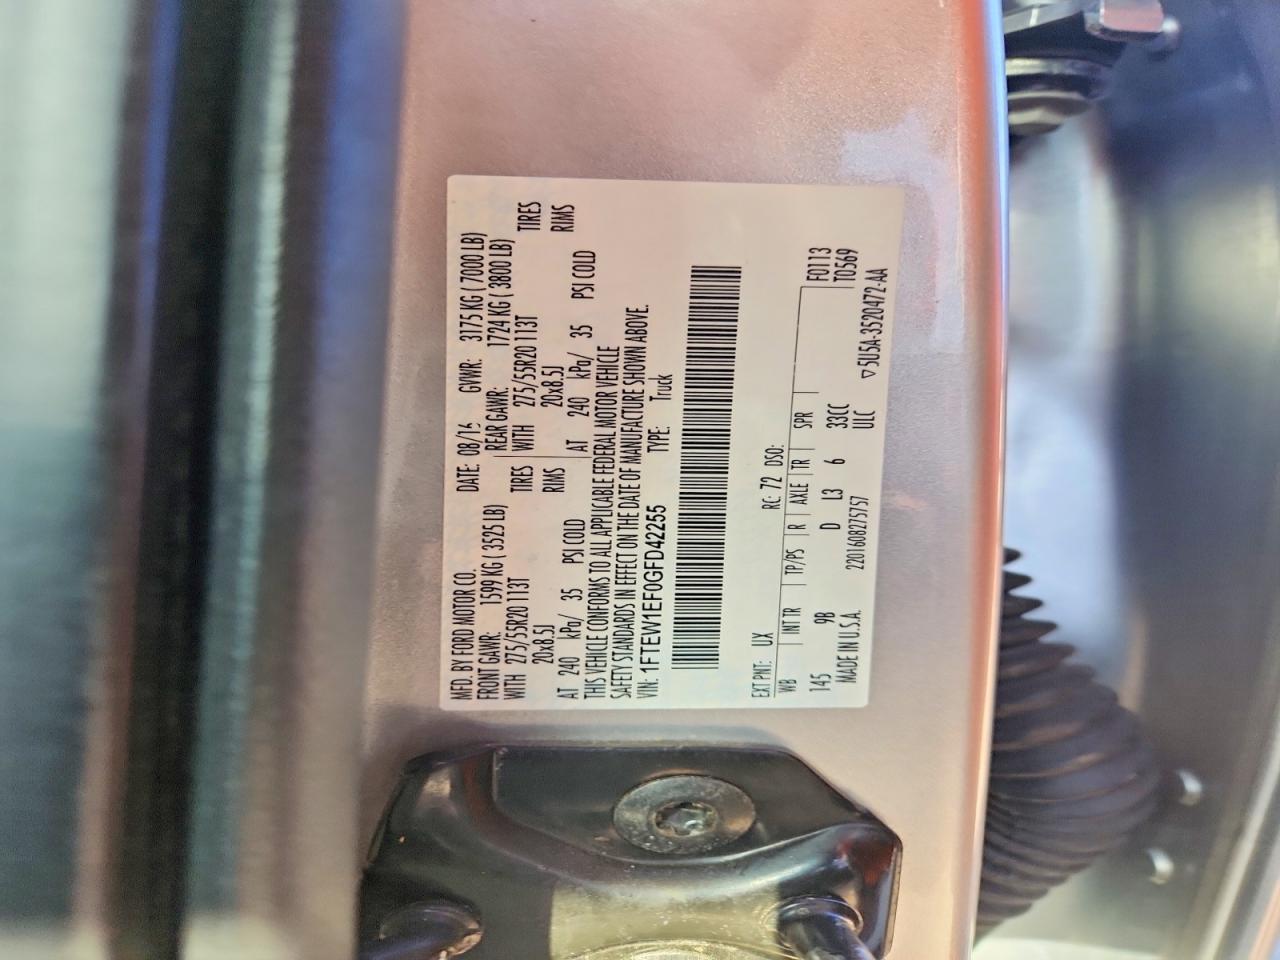 MFD. BY FORD MOTOR CO. DATE: GVWR: 3175 KG ( 7000 LB)
FRONT GAWR: 1599 KG ( 3525 LB) REAR GAWR: 1724 KG ( 3800 LB)
WITH 275/55R20 113T TIRES WITH 275/55R20 113T TIRES
20x8.5J RIMS 20x8.5J RIMS
AT 240 kPa/ 35 PSI COLD AT 240 kPa/ 35 PSI COLD
THIS VEHICLE CONFORMS TO ALL APPLICABLE FEDERAL MOTOR VEHICLE
SAFETY STANDARDS IN EFFECT ON THE DATE OF MANUFACTURE SHOWN ABOVE.
VIN: 1FTEW1EF0GFD42255 TYPE: Truck
EXT PNT: UX RC: 72 DSO:
WB INT TR TP/PS R AXLE TR SPR F0113
145 9B D L3 6 33CC T0569
MADE IN U.S.A. 2201608275757 ULC ▽5U5A-3520472-AA